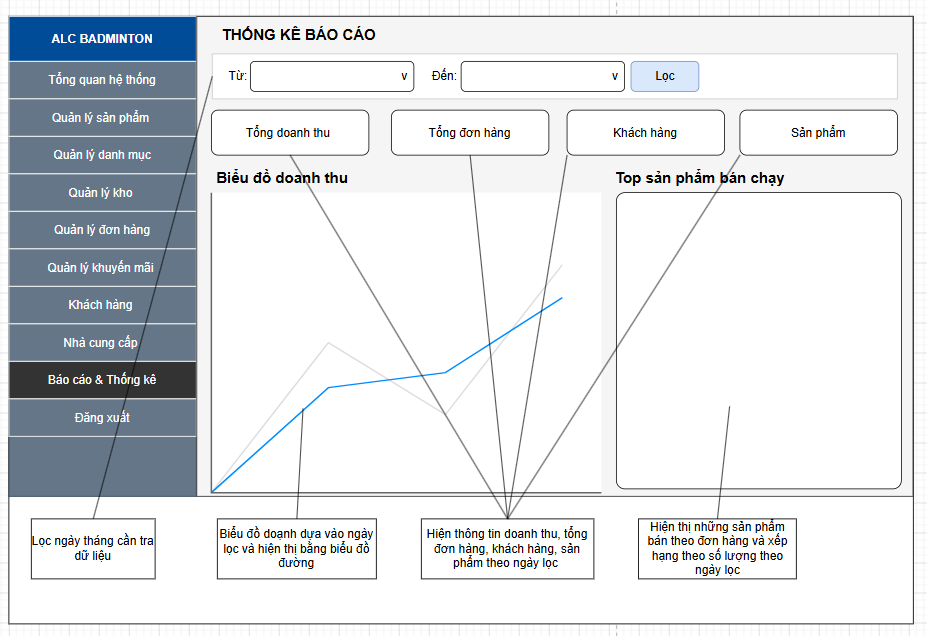 ALC BADMINTON
Tổng quan hệ thống
Quản lý sản phẩm
Quản lý danh mục
Quản lý kho
Quản lý đơn hàng
Quản lý khuyến mãi
Khách hàng
Nhà cung cấp
Báo cáo & Thống kê
Đăng xuất
THỐNG KÊ BÁO CÁO
Từ: v Đến: v Lọc
Tổng doanh thu
Tổng đơn hàng
Khách hàng
Sản phẩm
Biểu đồ doanh thu
Top sản phẩm bán chạy
Lọc ngày tháng cần tra
dữ liệu
Biểu đồ doạnh dựa vào ngày
lọc và hiện thị bằng biểu đồ
đường
Hiện thông tin doanh thu, tổng
đơn hàng, khách hàng, sản
phẩm theo ngày lọc
Hiện thị những sản phẩm
bán theo đơn hàng và xếp
hạng theo số lượng theo
ngày lọc